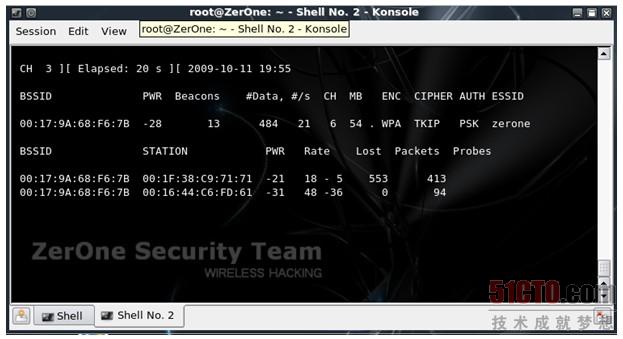 root@ZerOne: ~ - Shell No. 2 - Konsole
Session Edit View
root@ZerOne: ~ - Shell No. 2 - Konsole
CH 3 ][ Elapsed: 20 s ][ 2009-10-11 19:55
BSSID PWR Beacons #Data, #/s CH MB ENC CIPHER AUTH ESSID
00:17:9A:68:F6:7B -28 13 484 21 6 54 . WPA TKIP PSK zerone
BSSID STATION PWR Rate Lost Packets Probes
00:17:9A:68:F6:7B 00:1F:38:C9:71:71 -21 18 - 5 553 413
00:17:9A:68:F6:7B 00:16:44:C6:FD:61 -31 48 -36 0 94
ZerOne Security Team
WIRELESS HACKING
51CTO.com
技术成就梦想
Shell
Shell No. 2